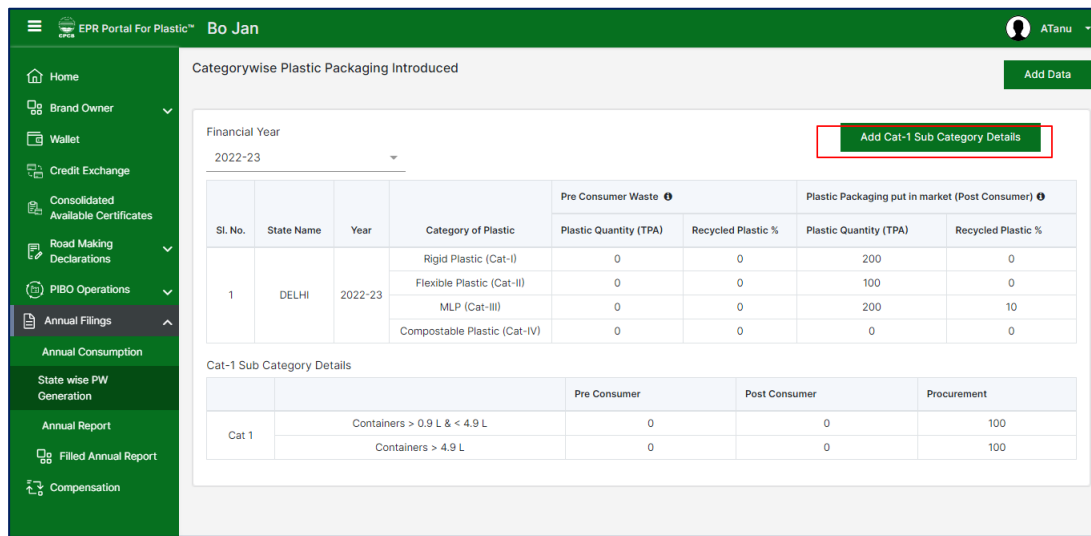 EPR Portal For Plastic™ Bo Jan ATanu
CPCB
Home
Brand Owner
Wallet
Credit Exchange
Consolidated
Available Certificates
Road Making
Declarations
PIBO Operations
Annual Filings
Annual Consumption
State wise PW
Generation
Annual Report
Filled Annual Report
Compensation
Categorywise Plastic Packaging Introduced
Add Data
Financial Year
Add Cat-1 Sub Category Details
2022-23
Pre Consumer Waste Plastic Packaging put in market (Post Consumer)
Sl. No. State Name Year Category of Plastic Plastic Quantity (TPA) Recycled Plastic % Plastic Quantity (TPA) Recycled Plastic %
Rigid Plastic (Cat-I) 0 0 200 0
Flexible Plastic (Cat-II) 0 0 100 0
1 DELHI 2022-23
MLP (Cat-III) 0 0 200 10
Compostable Plastic (Cat-IV) 0 0 0 0
Cat-1 Sub Category Details
Pre Consumer Post Consumer Procurement
Containers > 0.9 L & < 4.9 L 0 0 100
Cat 1
Containers > 4.9 L 0 0 100